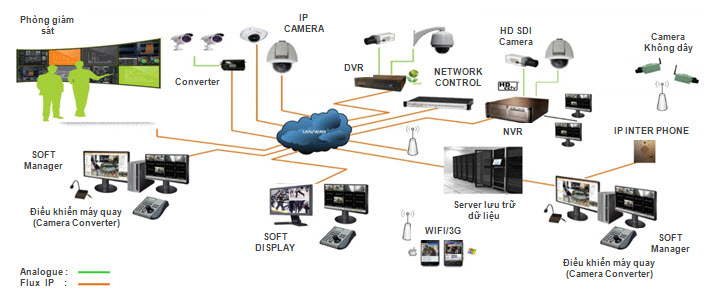 Phòng giám
sát
IP
CAMERA
HD SDI
Camera
Camera
Không dây
Converter
DVR
NETWORK
CONTROL
HD
CCTV
LAN/WAN
NVR
IP INTER PHONE
SOFT
Manager
Điều khiển máy quay
(Camera Converter)
SOFT
DISPLAY
Server lưu trữ
dữ liệu
WIFI/3G
SOFT
Manager
Điều khiển máy quay
(Camera Converter)
Analogue :
Flux IP :